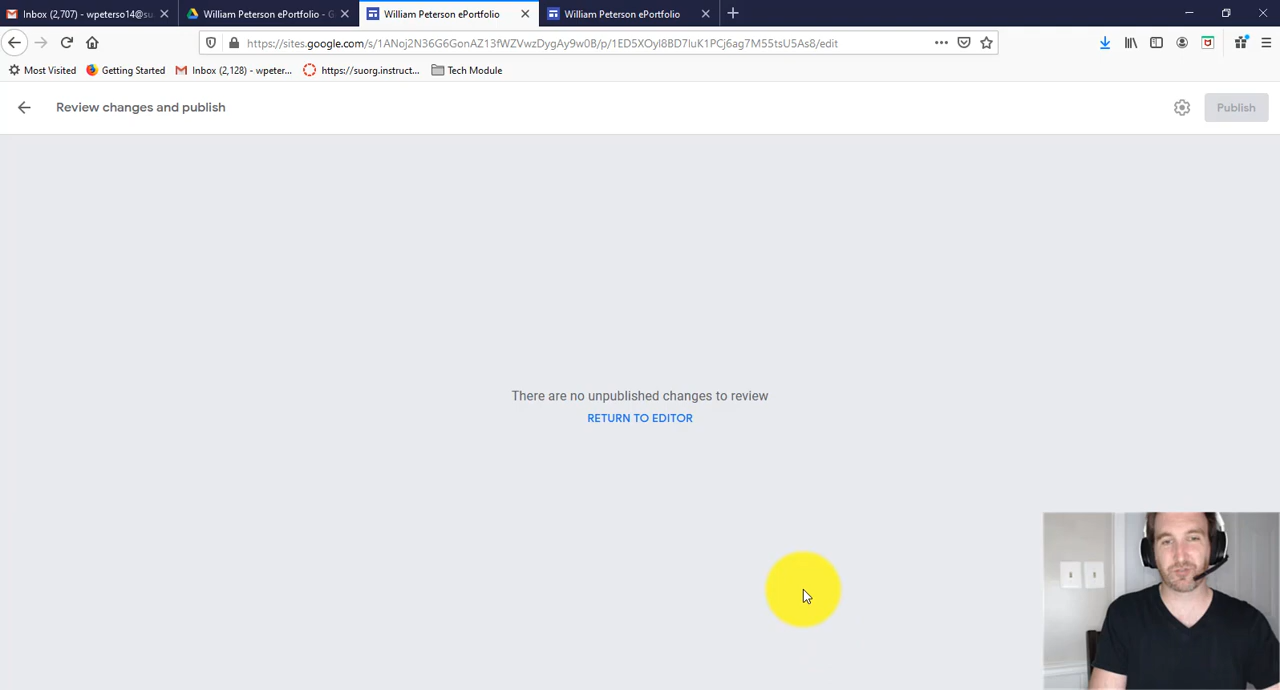 Inbox (2,707) - wpeterso14@su
William Peterson ePortfolio - G
William Peterson ePortfolio
William Peterson ePortfolio
https://sites.google.com/s/1ANoj2N36G6GonAZ13fWZVwzDygAy9w0B/p/1ED5XOyl8BD7luK1PCj6ag7M55tsU5As8/edit
Most Visited
Getting Started
Inbox (2,128) - wpeter...
https://suorg.instruct...
Tech Module
Review changes and publish
Publish
There are no unpublished changes to review
RETURN TO EDITOR